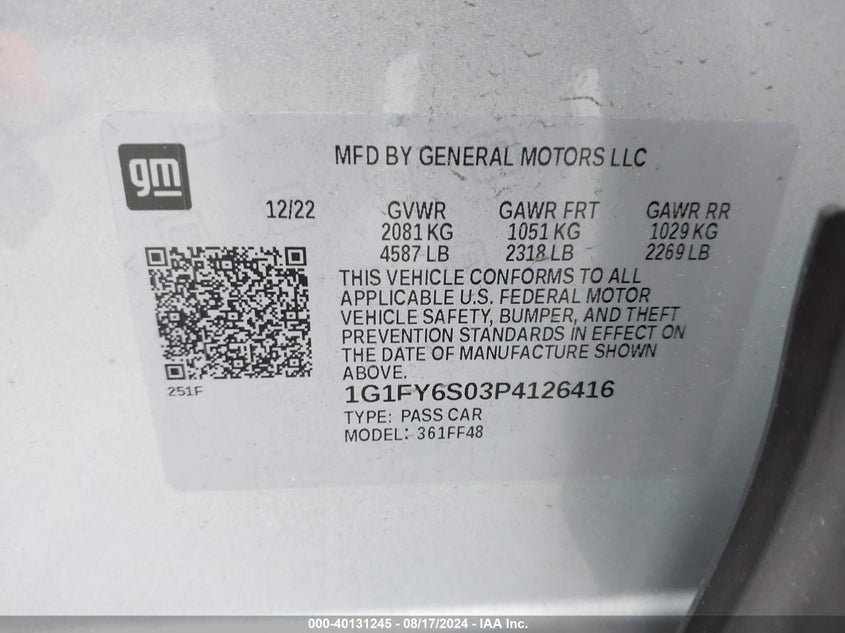 gm
MFD BY GENERAL MOTORS LLC
12/22 GVWR GAWR FRT GAWR RR
2081 KG 1051 KG 1029 KG
4587 LB 2318 LB 2269 LB
THIS VEHICLE CONFORMS TO ALL
APPLICABLE U.S. FEDERAL MOTOR
VEHICLE SAFETY, BUMPER, AND THEFT
PREVENTION STANDARDS IN EFFECT ON
THE DATE OF MANUFACTURE SHOWN
ABOVE.
251F
1G1FY6S03P4126416
TYPE: PASS CAR
MODEL: 361FF48
000-40131245 - 08/17/2024 - IAA Inc.